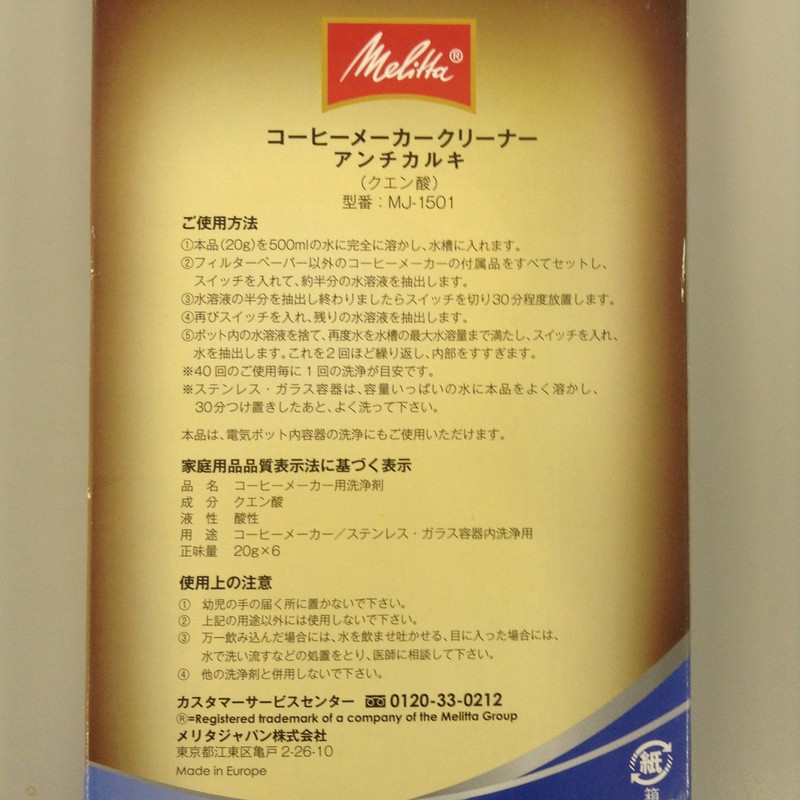 Melitta®
コーヒーメーカークリーナー
アンチカルキ
（クエン酸）
型番：MJ-1501
ご使用方法
①本品（20g）を500mlの水に完全に溶かし、水槽に入れます。
②フィルターペーパー以外のコーヒーメーカーの付属品をすべてセットし、
スイッチを入れて、約半分の水溶液を抽出します。
③水溶液の半分を抽出し終わりましたらスイッチを切り30分程度放置します。
④再びスイッチを入れ、残りの水溶液を抽出します。
⑤ポット内の水溶液を捨て、再度水を水槽の最大水容量まで満たし、スイッチを入れ、
水を抽出します。これを2回ほど繰り返し、内部をすすぎます。
※40回のご使用毎に1回の洗浄が目安です。
※ステンレス・ガラス容器は、容量いっぱいの水に本品をよく溶かし、
30分つけ置きしたあと、よく洗って下さい。
本品は、電気ポット内容器の洗浄にもご使用いただけます。
家庭用品品質表示法に基づく表示
品 名 コーヒーメーカー用洗浄剤
成 分 クエン酸
液 性 酸性
用 途 コーヒーメーカー／ステンレス・ガラス容器内洗浄用
正味量 20g×6
使用上の注意
① 幼児の手の届く所に置かないで下さい。
② 上記の用途以外には使用しないで下さい。
③ 万一飲み込んだ場合には、水を飲ませ吐かせる、目に入った場合には、
水で洗い流すなどの処置をとり、医師に相談して下さい。
④ 他の洗浄剤と併用しないで下さい。
カスタマーサービスセンター 0120-33-0212
®=Registered trademark of a company of the Melitta Group
メリタジャパン株式会社
東京都江東区亀戸2-26-10
Made in Europe
紙
箱